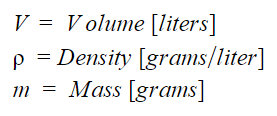 V = Volume [liters]
ρ = Density [grams/liter]
m = Mass [grams]